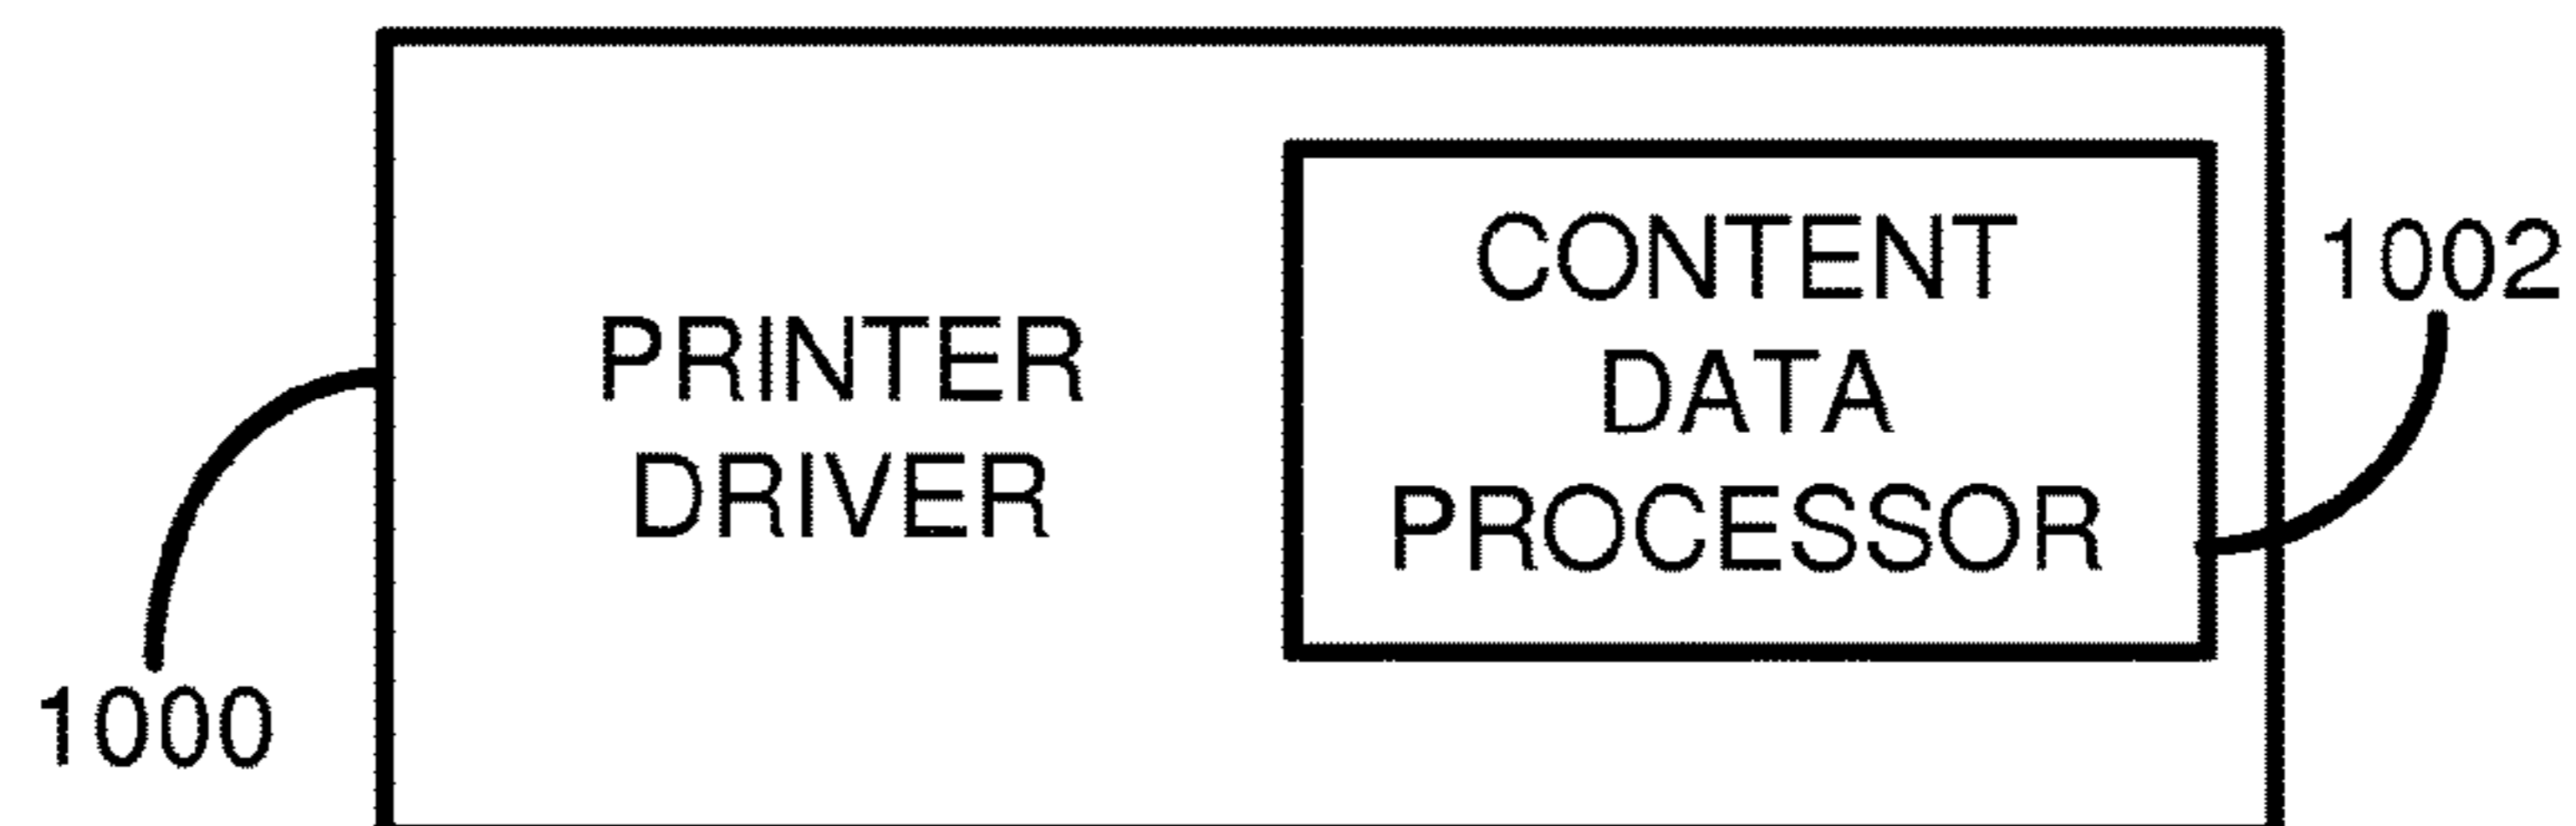 PRINTER
DRIVER
CONTENT
DATA
PROCESSOR
1002
1000